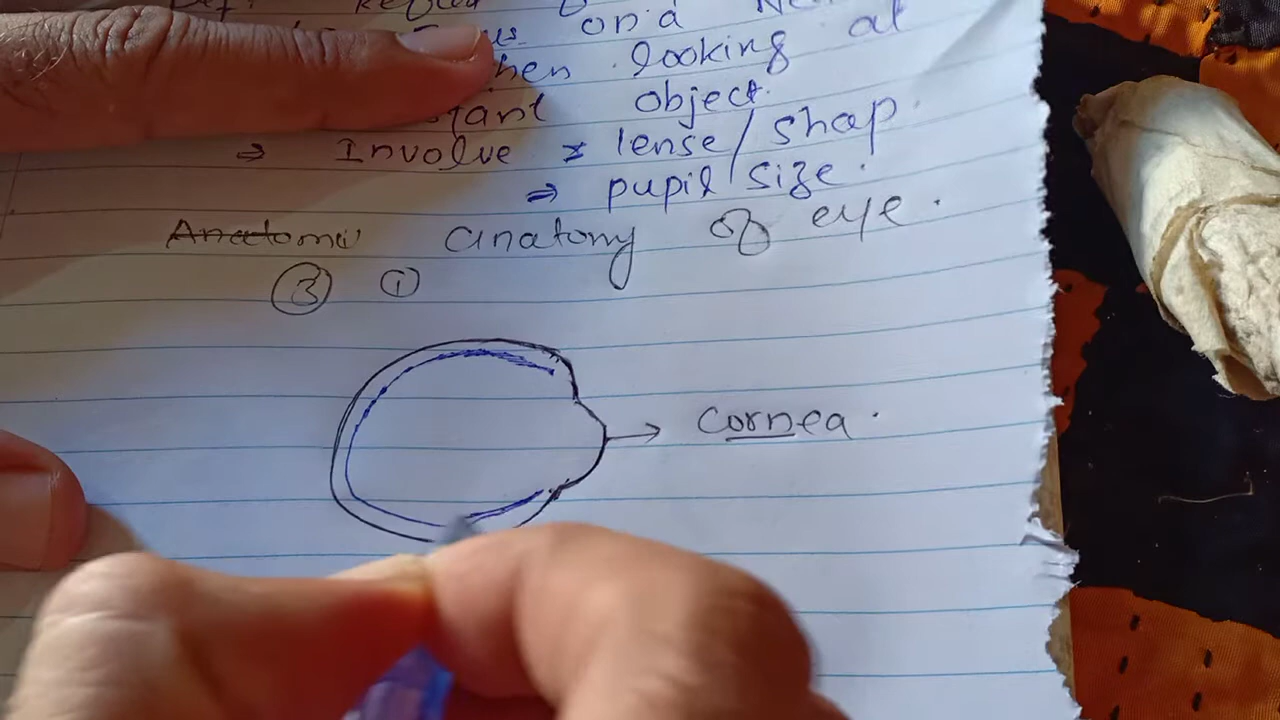 on a
when looking at
object.
⇒ Involve ⇒ lense/shap.
⇒ pupil size.
Anatomi anatomy of eye.
③ ①
→ Cornea.